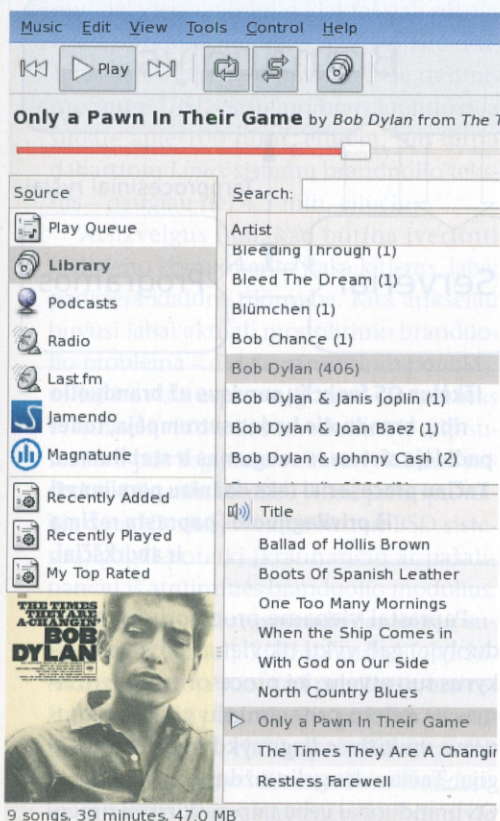 Music Edit View Tools Control Help
Play
Only a Pawn In Their Game by Bob Dylan from The T
Source
Search:
Play Queue
Library
Podcasts
Radio
Last.fm
Jamendo
Magnatune
Recently Added
Recently Played
My Top Rated
Artist
Bleeding Through (1)
Bleed The Dream (1)
Blümchen (1)
Bob Chance (1)
Bob Dylan (406)
Bob Dylan & Janis Joplin (1)
Bob Dylan & Joan Baez (1)
Bob Dylan & Johnny Cash (2)
Title
Ballad of Hollis Brown
Boots Of Spanish Leather
One Too Many Mornings
When the Ship Comes in
With God on Our Side
North Country Blues
Only a Pawn In Their Game
The Times They Are A Changin
Restless Farewell
THE TIMES
THEY ARE
A-CHANGIN'
BOB
DYLAN
9 songs, 39 minutes, 47.0 MB